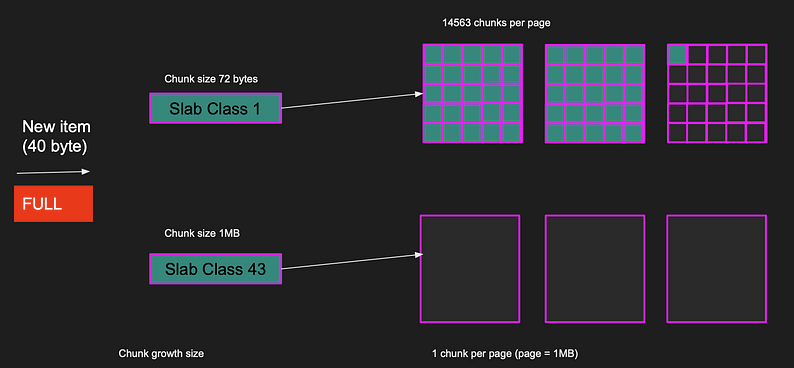 14563 chunks per page
Chunk size 72 bytes
Slab Class 1
New item
(40 byte)
FULL
Chunk size 1MB
Slab Class 43
Chunk growth size
1 chunk per page (page = 1MB)